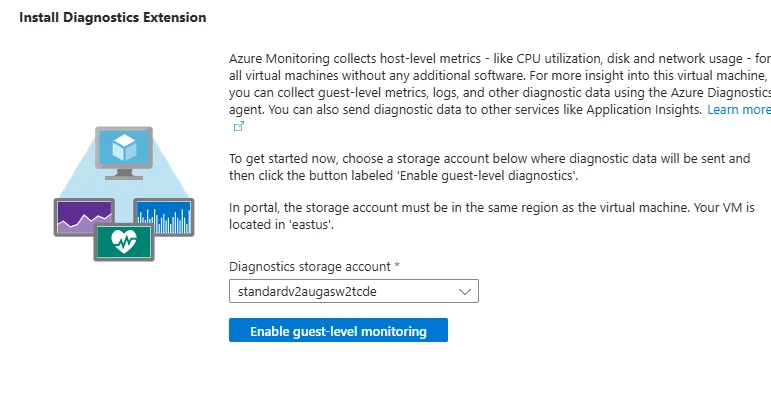 Install Diagnostics Extension
Azure Monitoring collects host-level metrics - like CPU utilization, disk and network usage - for
all virtual machines without any additional software. For more insight into this virtual machine,
you can collect guest-level metrics, logs, and other diagnostic data using the Azure Diagnostics
agent. You can also send diagnostic data to other services like Application Insights. Learn more
To get started now, choose a storage account below where diagnostic data will be sent and
then click the button labeled 'Enable guest-level diagnostics'.
In portal, the storage account must be in the same region as the virtual machine. Your VM is
located in 'eastus'.
Diagnostics storage account *
standardv2augasw2tcde
Enable guest-level monitoring